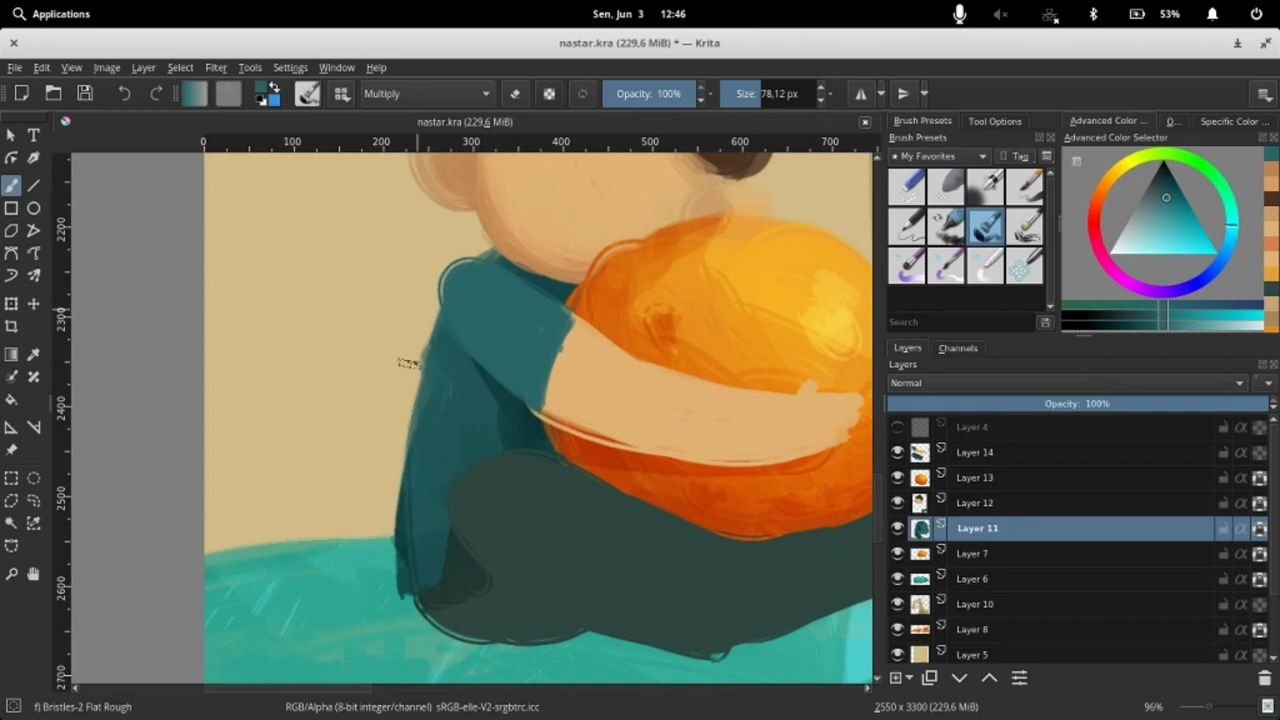 Applications
Sen, Jun 3 12:46
53%
nastar.kra (229,6 MiB) * — Krita
File Edit View Image Layer Select Filter Tools Settings Window Help
Multiply
Opacity: 100%
Size: 78,12 px
nastar.kra (229,6 MiB)
0 100 200 300 400 500 600 700
2200
2300
2400
2500
2600
2700
Brush Presets Tool Options
Brush Presets
★ My Favorites
Tag
Search
Advanced Color ... Q... Specific Color ...
Advanced Color Selector
Layers Channels
Layers
Normal
Opacity: 100%
Layer 4
Layer 14
Layer 13
Layer 12
Layer 11
Layer 7
Layer 6
Layer 10
Layer 8
Layer 5
f) Bristles-2 Flat Rough
RGB/Alpha (8-bit integer/channel) sRGB-elle-V2-srgbtrc.icc
2550 x 3300 (229,6 MiB)
96%